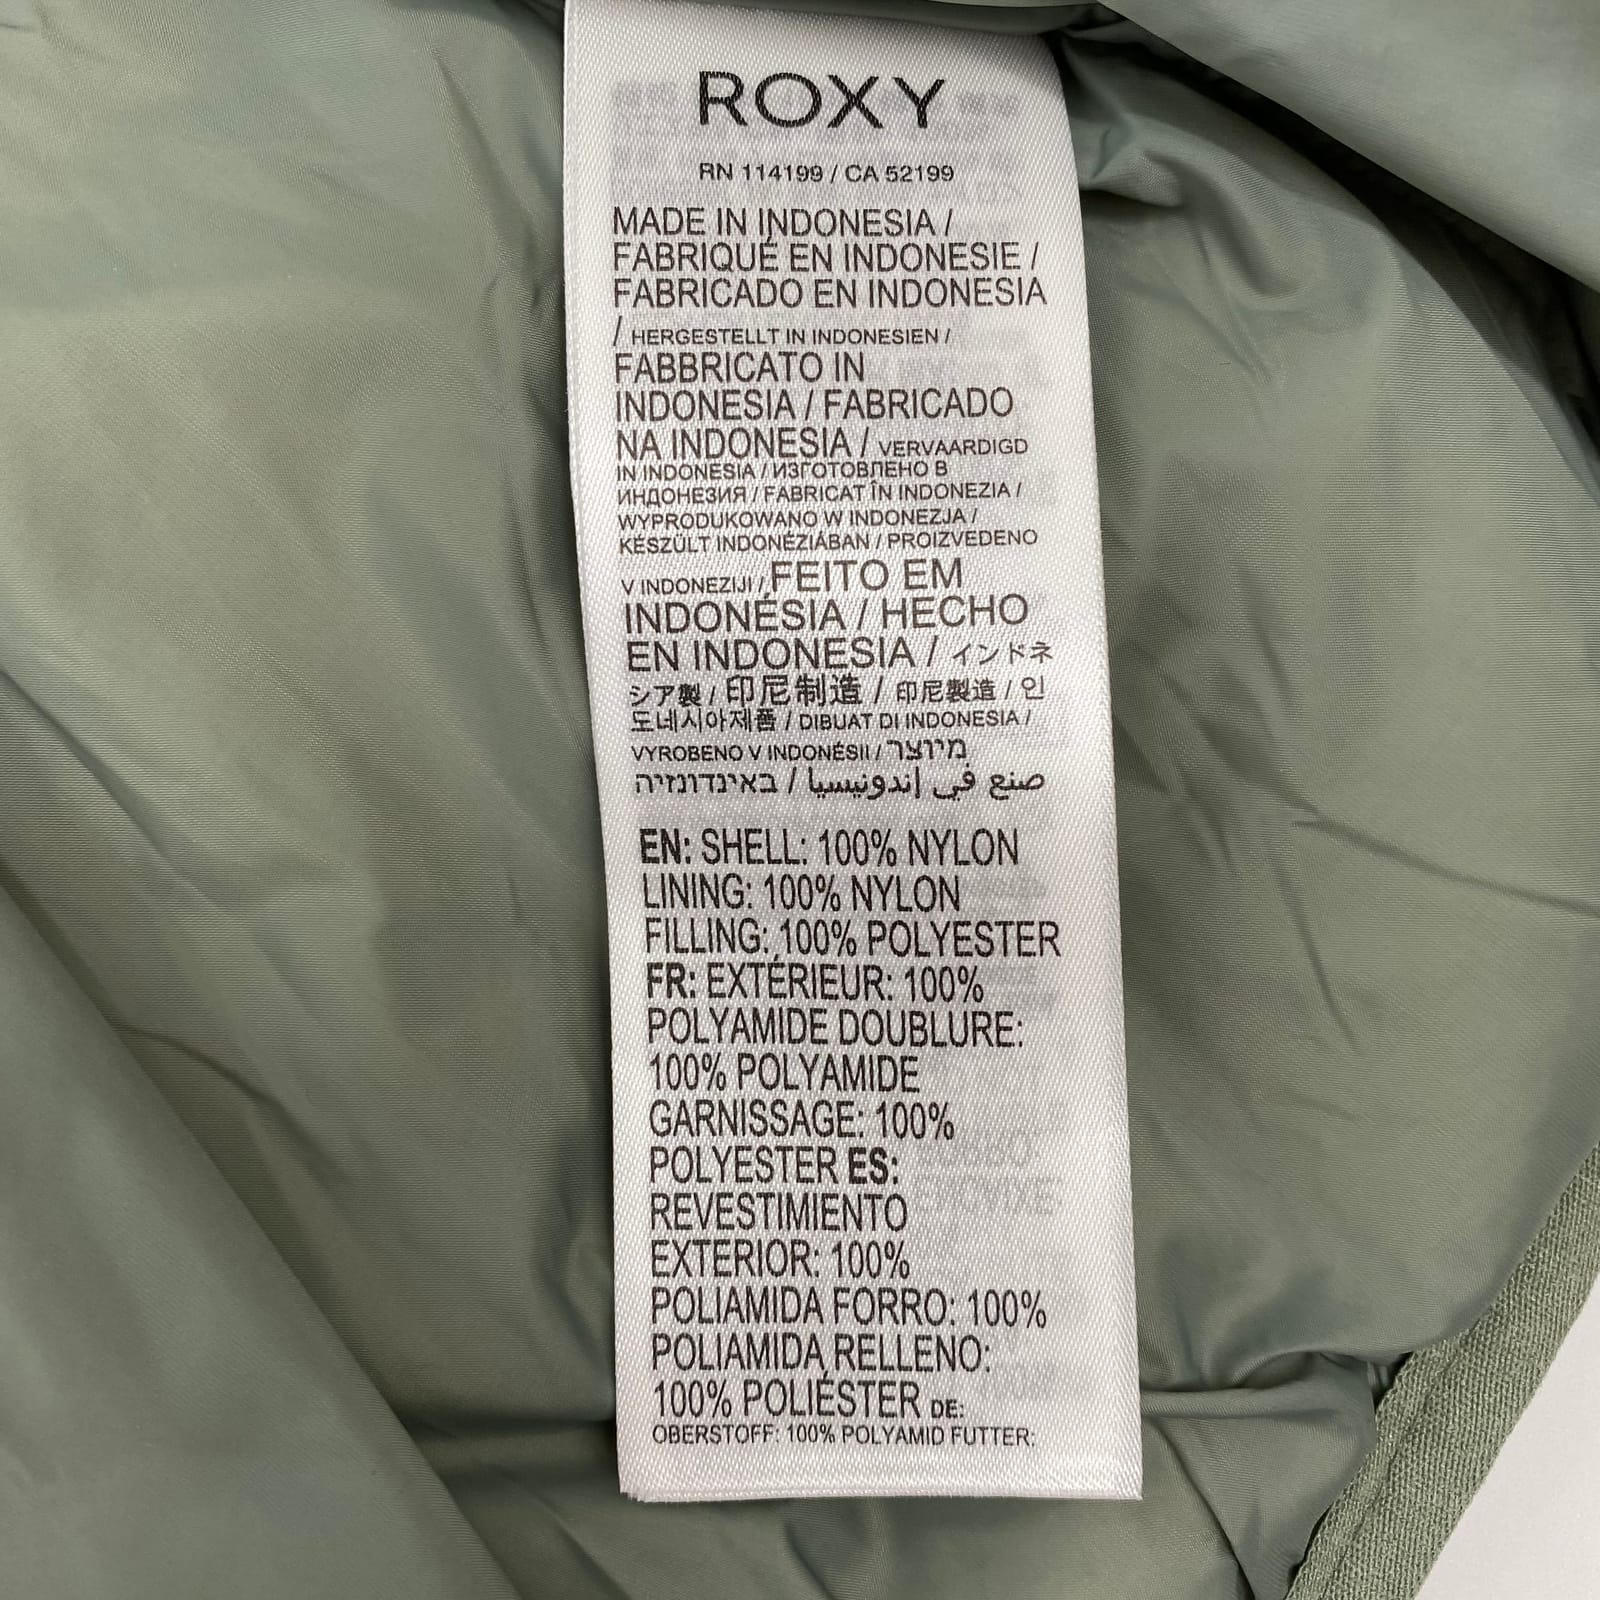 ROXY
RN 114199 / CA 52199
MADE IN INDONESIA /
FABRIQUÉ EN INDONESIE /
FABRICADO EN INDONESIA
/ HERGESTELLT IN INDONESIEN /
FABBRICATO IN
INDONESIA / FABRICADO
NA INDONESIA / VERVAARDIGD
IN INDONESIA / ИЗГОТОВЛЕНО В
ИНДОНЕЗИЯ / FABRICAT ÎN INDONEZIA /
WYPRODUKOWANO W INDONEZJA /
KÉSZÜLT INDONÉZIÁBAN / PROIZVEDENO
V INDONEZIJI / FEITO EM
INDONÉSIA / HECHO
EN INDONESIA / インドネ
シア製 / 印尼制造 / 印尼製造 / 인
도네시아제품 / DIBUAT DI INDONESIA /
VYROBENO V INDONÉSII / מיוצר
באינדונזיה / صنع في إندونيسيا
EN: SHELL: 100% NYLON
LINING: 100% NYLON
FILLING: 100% POLYESTER
FR: EXTÉRIEUR: 100%
POLYAMIDE DOUBLURE:
100% POLYAMIDE
GARNISSAGE: 100%
POLYESTER ES:
REVESTIMIENTO
EXTERIOR: 100%
POLIAMIDA FORRO: 100%
POLIAMIDA RELLENO:
100% POLIÉSTER DE:
OBERSTOFF: 100% POLYAMID FUTTER: